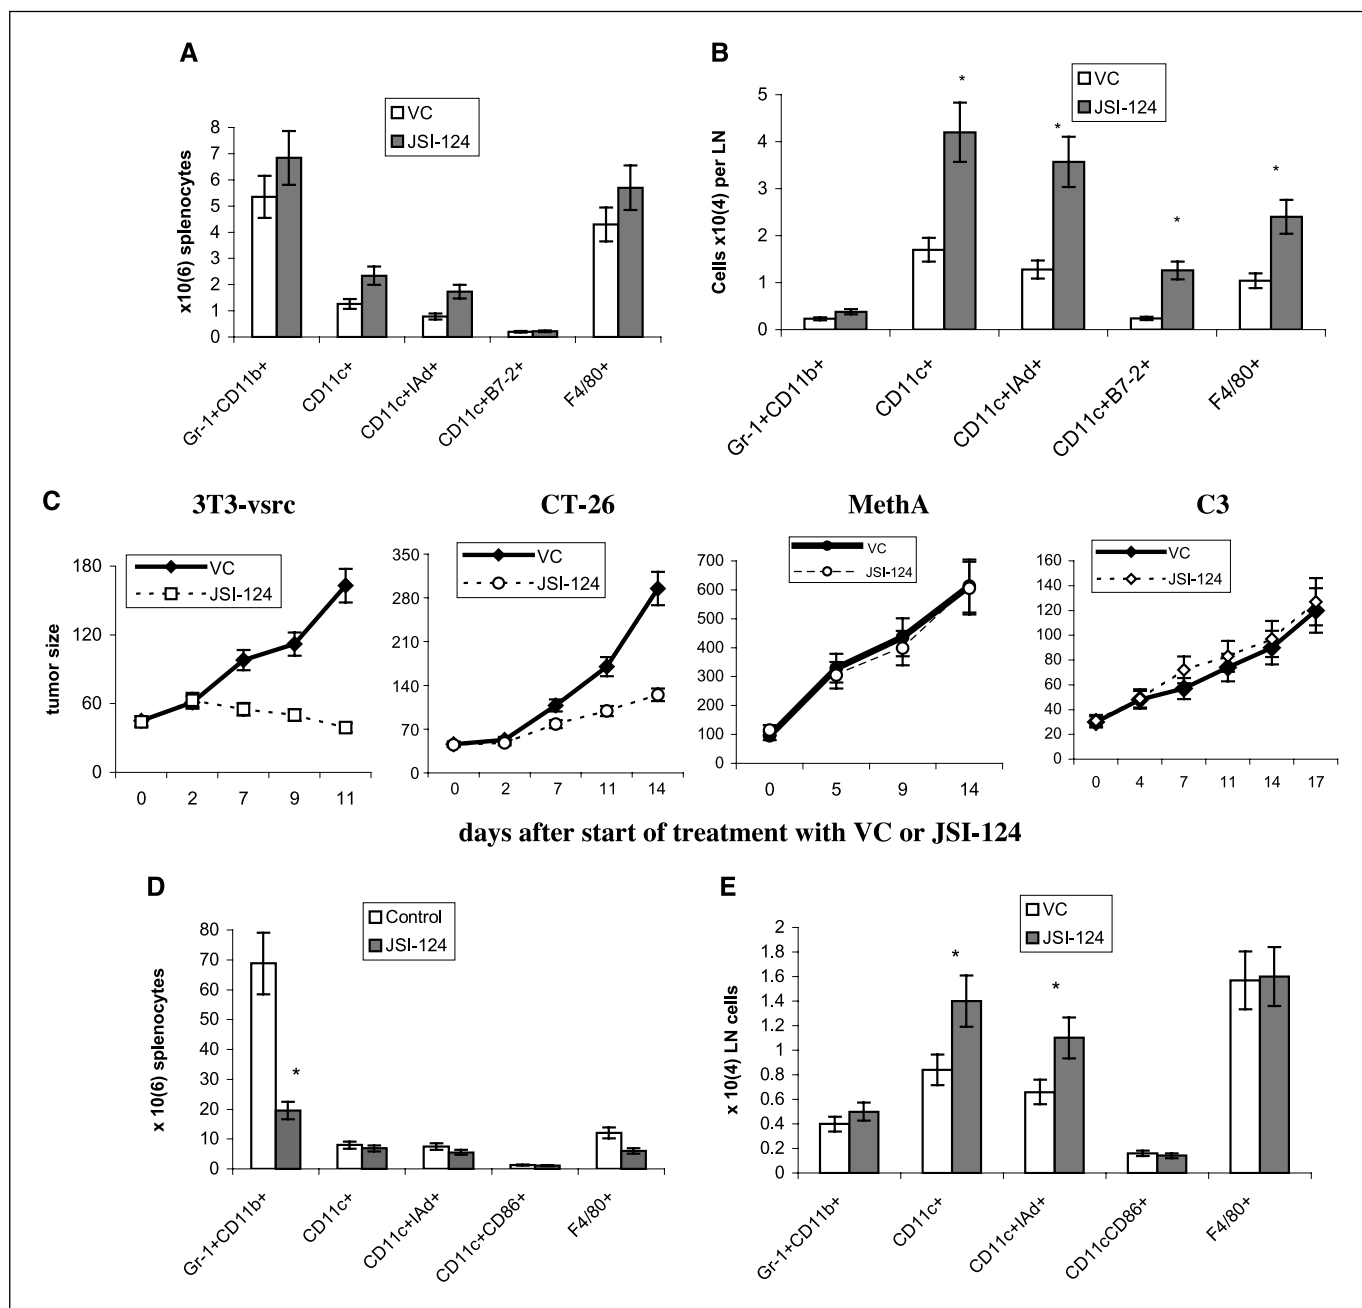 A
VC
JSI-124
x10(6) splenocytes
8
7
6
5
4
3
2
1
0
Gr-1+CD11b+
CD11c+
CD11c+IAd+
CD11c+B7-2+
F4/80+
B
VC
JSI-124
Cells x10(4) per LN
5
4
3
2
1
0
* * * *
Gr-1+CD11b+
CD11c+
CD11c+IAd+
CD11c+B7-2+
F4/80+
C
3T3-vsrc
VC
JSI-124
tumor size
180
120
60
0
0 2 7 9 11
CT-26
VC
JSI-124
350
280
210
140
70
0
0 2 7 11 14
MethA
VC
JSI-124
700
600
500
400
300
200
100
0
0 5 9 14
C3
VC
JSI-124
160
140
120
100
80
60
40
20
0
0 4 7 11 14 17
days after start of treatment with VC or JSI-124
D
Control
JSI-124
x 10(6) splenocytes
80
70
60
50
40
30
20
10
0
*
Gr-1+CD11b+
CD11c+
CD11c+IAd+
CD11c+CD86+
F4/80+
E
VC
JSI-124
x 10(4) LN cells
2
1.8
1.6
1.4
1.2
1
0.8
0.6
0.4
0.2
0
* *
Gr-1+CD11b+
CD11c+
CD11c+IAd+
CD11cCD86+
F4/80+